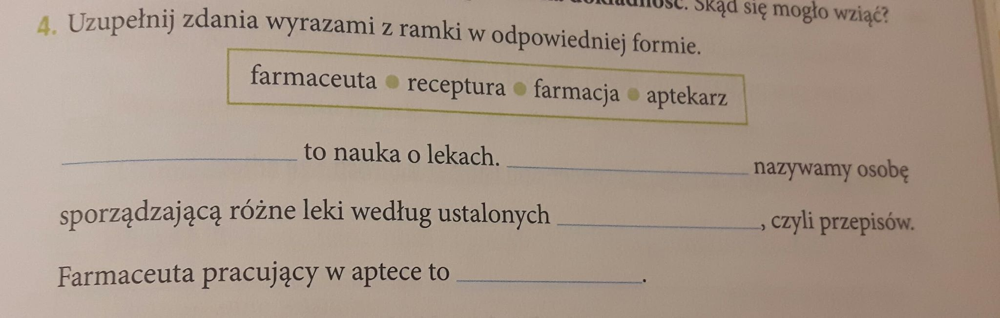 Skąd się mogło wziąć?
4. Uzupełnij zdania wyrazami z ramki w odpowiedniej formie.
farmaceuta • receptura • farmacja • aptekarz
to nauka o lekach. nazywamy osobę
sporządzającą różne leki według ustalonych , czyli przepisów.
Farmaceuta pracujący w aptece to .